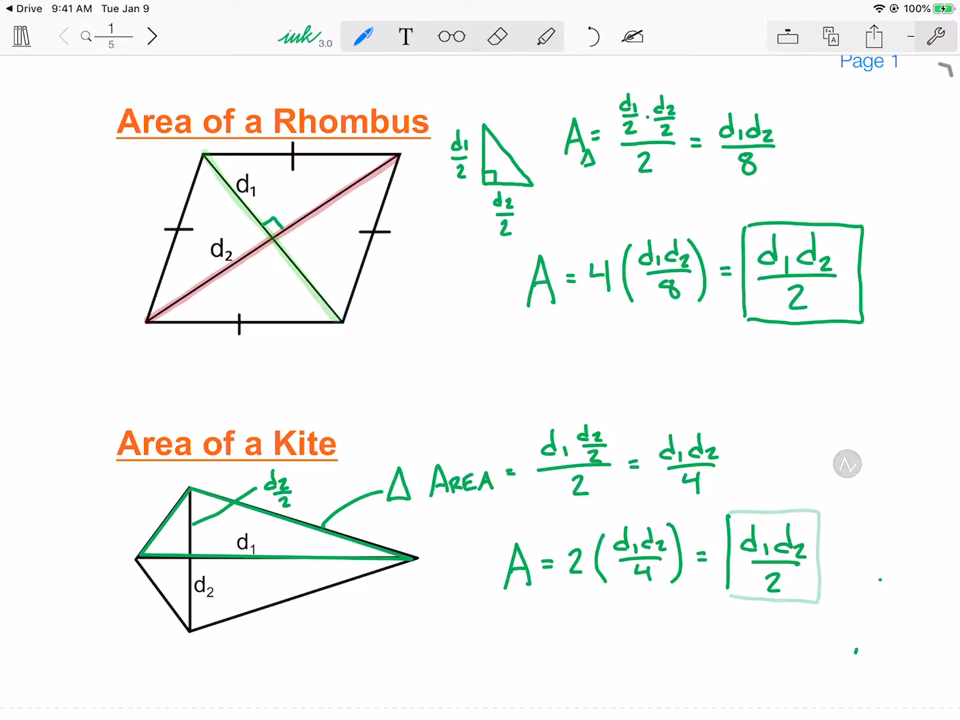 Drive 9:41 AM Tue Jan 9 100%
1
5
ink 3.0 T
Page 1
Area of a Rhombus
d₁
d₂
d₁/2
d₂/2
A△ = (d₁/2 · d₂/2)/2 = d₁d₂/8
A = 4(d₁d₂/8) = d₁d₂/2
Area of a Kite
d₂/2
d₁
d₂
Δ AREA = (d₁ d₂/2)/2 = d₁d₂/4
A = 2(d₁d₂/4) = d₁d₂/2